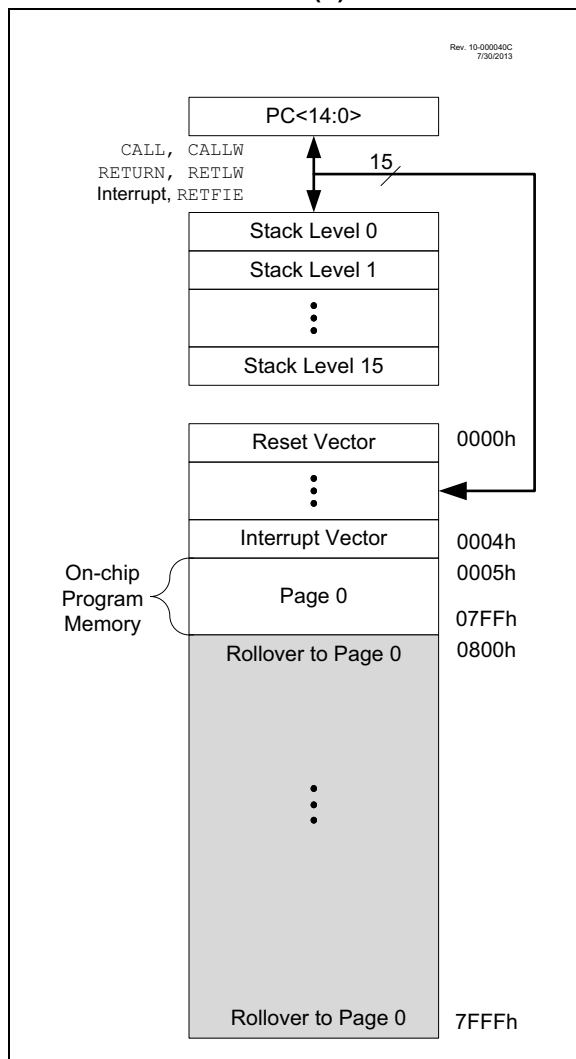 Rev. 10-000040C
7/30/2013
PC<14:0>
CALL, CALLW
RETURN, RETLW
Interrupt, RETFIE
15
Stack Level 0
Stack Level 1
Stack Level 15
Reset Vector
0000h
Interrupt Vector
0004h
On-chip
Program
Memory
Page 0
0005h
07FFh
Rollover to Page 0
0800h
Rollover to Page 0
7FFFh